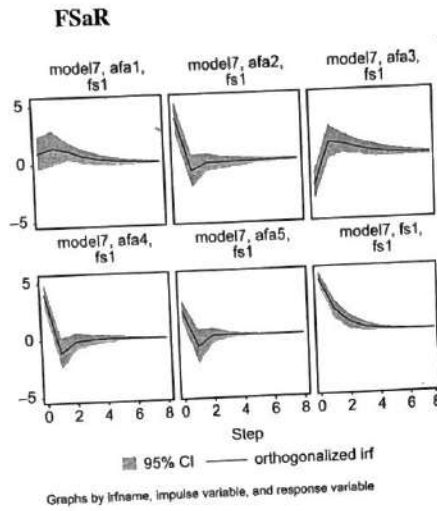 FSaR
model7, afa1,
fs1
model7, afa2,
fs1
model7, afa3,
fs1
5
0
−5
model7, afa4,
fs1
model7, afa5,
fs1
model7, fs1,
fs1
5
0
−5
0 2 4 6 8
0 2 4 6 8
0 2 4 6 8
Step
95% CI
orthogonalized irf
Graphs by irfname, impulse variable, and response variable